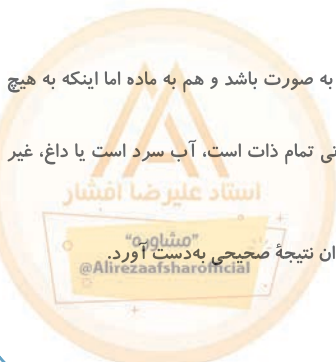 به صورت باشد و هم به ماده اما اینکه به هیچ
نی تمام ذات است، آب سرد است یا داغ، غیر
استاد علیرضا افشار
"مشاوره"
ان نتیجهٔ صحیحی به‌دست آورد.
@Alirezaafsharofficial